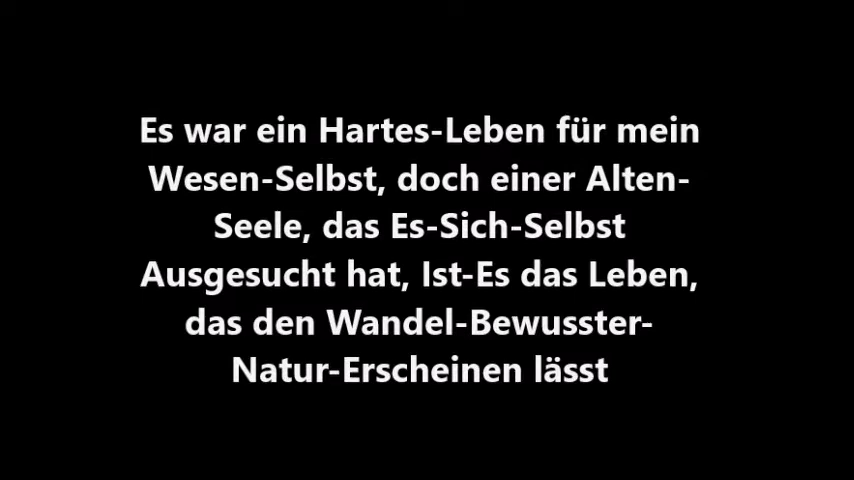 Es war ein Hartes-Leben für mein
Wesen-Selbst, doch einer Alten-
Seele, das Es-Sich-Selbst
Ausgesucht hat, Ist-Es das Leben,
das den Wandel-Bewusster-
Natur-Erscheinen lässt